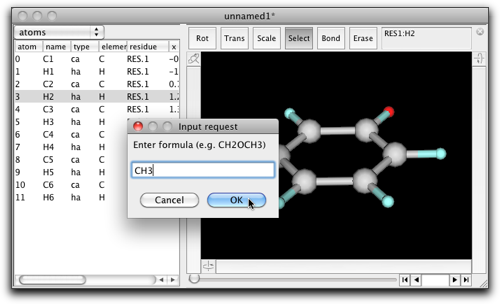 unnamed1*
atoms
Rot Trans Scale Select Bond Erase RES1:H2
atom name type elemer residue x
0 C1 ca C RES.1 -0
1 H1 ha H RES.1 -1
2 C2 ca C RES.1 0.
3 H2 ha H RES.1 1.2
4 C3 ca C RES.1 1.
5 H3 ha H
6 C4 ca C
7 H4 ha H
8 C5 ca C
9 H5 ha H
10 C6 ca C
11 H6 ha H
Input request
Enter formula (e.g. CH2OCH3)
CH3
Cancel OK